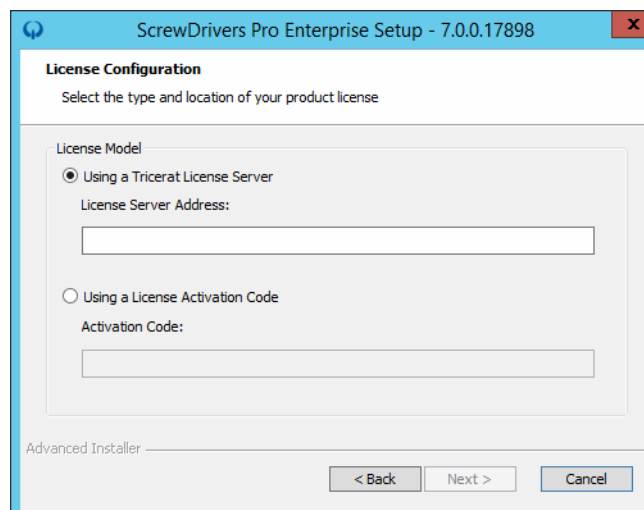 ScrewDrivers Pro Enterprise Setup - 7.0.0.17898
x
License Configuration
Select the type and location of your product license
License Model
Using a Tricerat License Server
License Server Address:
Using a License Activation Code
Activation Code:
Advanced Installer
< Back Next > Cancel